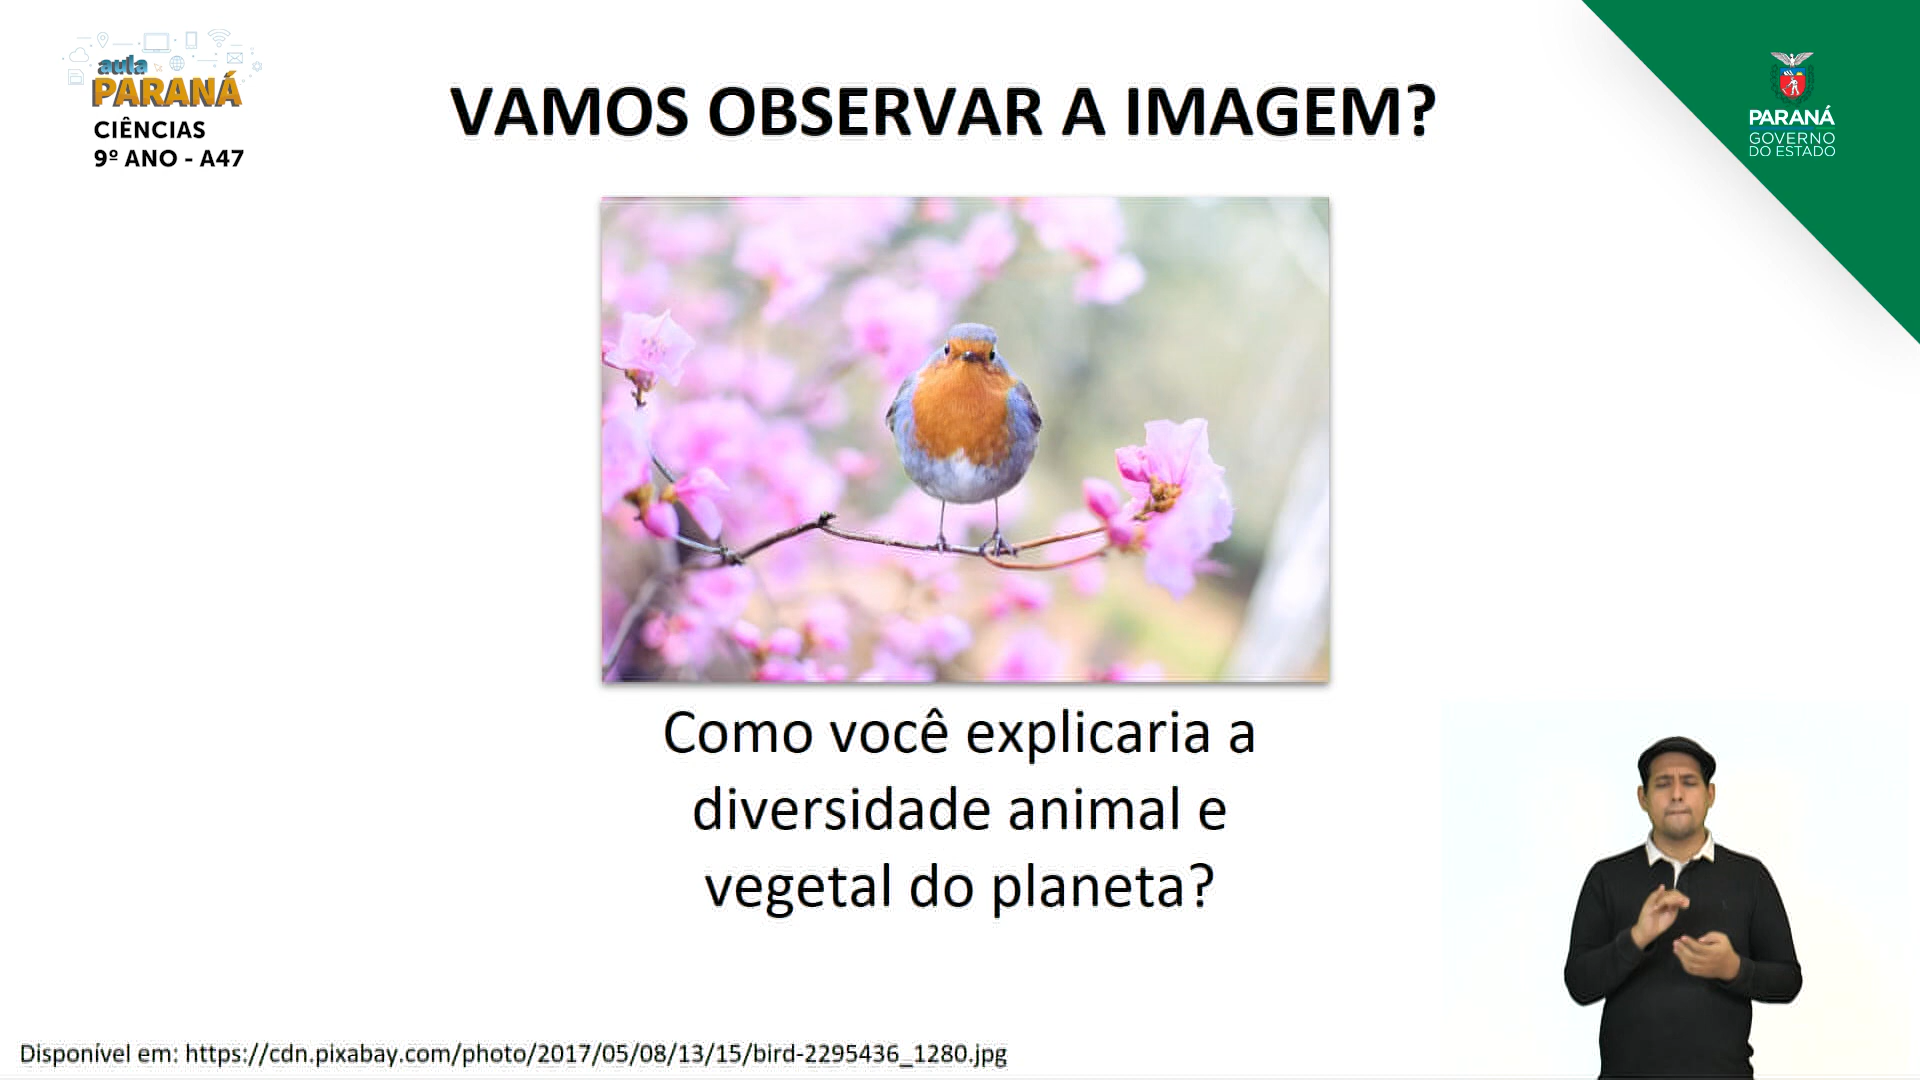 aula
PARANÁ
CIÊNCIAS
9º ANO - A47
VAMOS OBSERVAR A IMAGEM?
PARANÁ
GOVERNO
DO ESTADO
Como você explicaria a
diversidade animal e
vegetal do planeta?
Disponível em: https://cdn.pixabay.com/photo/2017/05/08/13/15/bird-2295436_1280.jpg